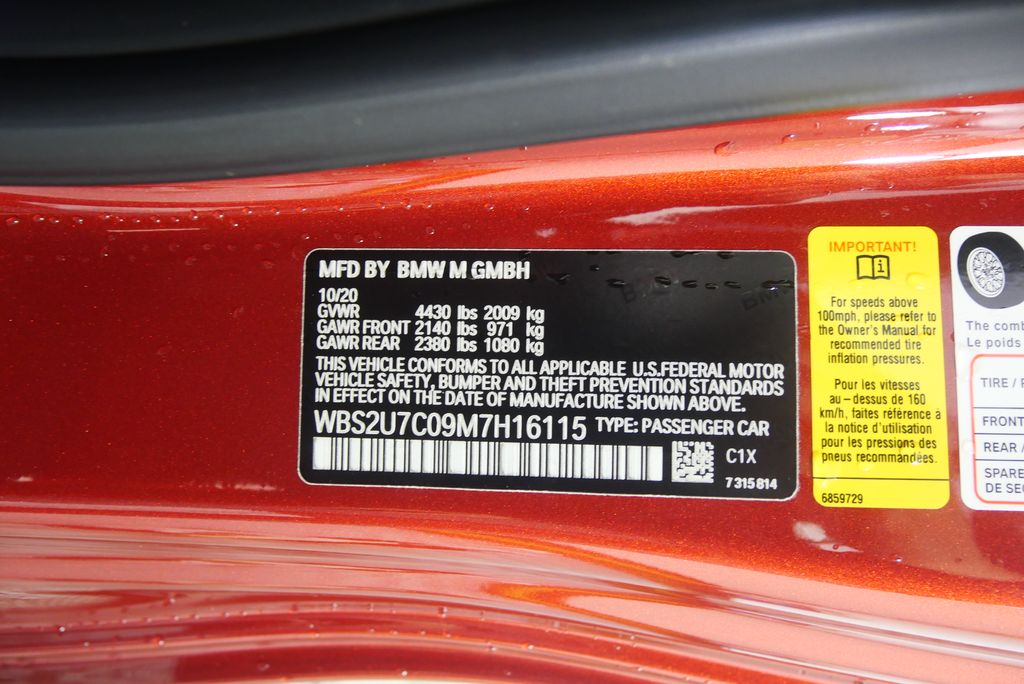 MFD BY BMW M GMBH
10/20
GVWR 4430 lbs 2009 kg
GAWR FRONT 2140 lbs 971 kg
GAWR REAR 2380 lbs 1080 kg
THIS VEHICLE CONFORMS TO ALL APPLICABLE U.S.FEDERAL MOTOR
VEHICLE SAFETY, BUMPER AND THEFT PREVENTION STANDARDS
IN EFFECT ON THE DATE OF MANUFACTURE SHOWN ABOVE.
WBS2U7C09M7H16115 TYPE: PASSENGER CAR
C1X
7 315 814
IMPORTANT!
For speeds above
100mph, please refer to
the Owner's Manual for
recommended tire
inflation pressures.
Pour les vitesses
au-dessus de 160
km/h, faites référence à
la notice d'utilisation
pour les pressions des
pneus recommandées.
6859729
The comb
Le poids
TIRE /
FRONT
REAR /
SPARE
DE SEC